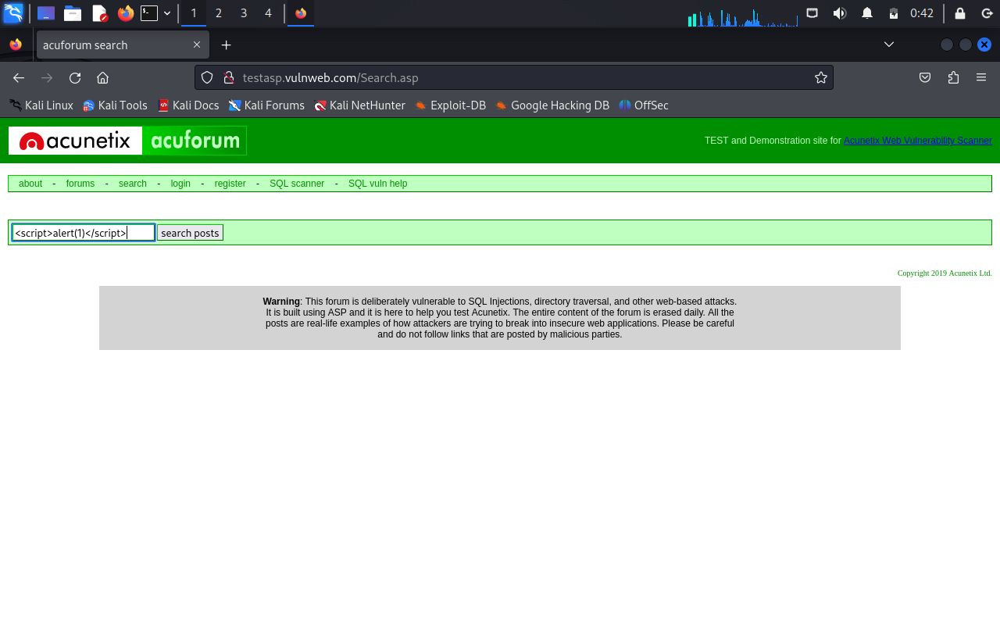 1 2 3 4 0:42
acuforum search
testasp.vulnweb.com/Search.asp
Kali Linux Kali Tools Kali Docs Kali Forums Kali NetHunter Exploit-DB Google Hacking DB OffSec
acunetix acuforum TEST and Demonstration site for Acunetix Web Vulnerability Scanner
about - forums - search - login - register - SQL scanner - SQL vuln help
<script>alert(1)</script> search posts
Copyright 2019 Acunetix Ltd.
Warning: This forum is deliberately vulnerable to SQL Injections, directory traversal, and other web-based attacks.
It is built using ASP and it is here to help you test Acunetix. The entire content of the forum is erased daily. All the
posts are real-life examples of how attackers are trying to break into insecure web applications. Please be careful
and do not follow links that are posted by malicious parties.